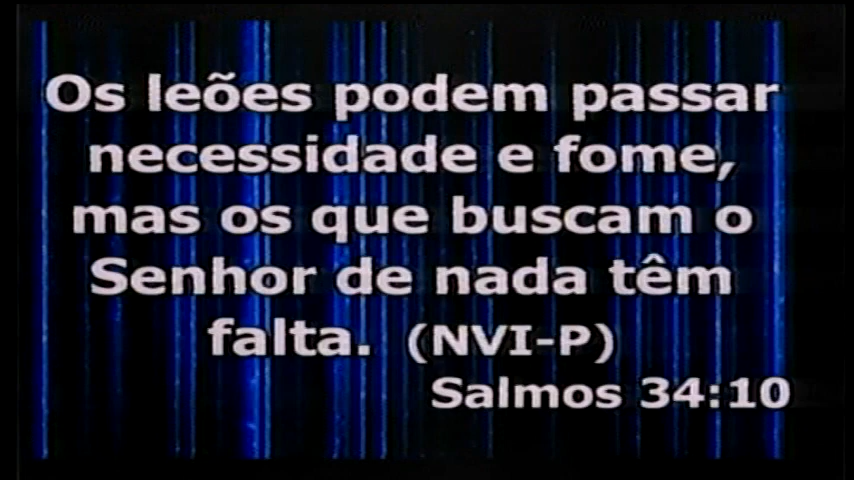 Os leões podem passar
necessidade e fome,
mas os que buscam o
Senhor de nada têm
falta. (NVI-P)
Salmos 34:10